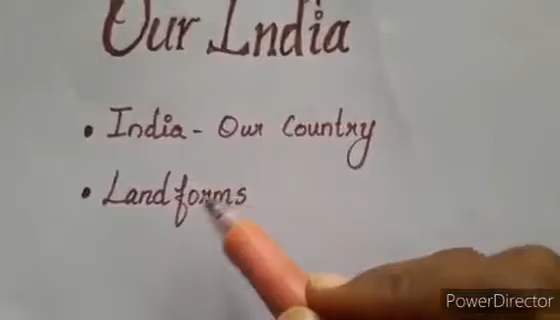 Our India
• India - Our Country
• Landforms
PowerDirector